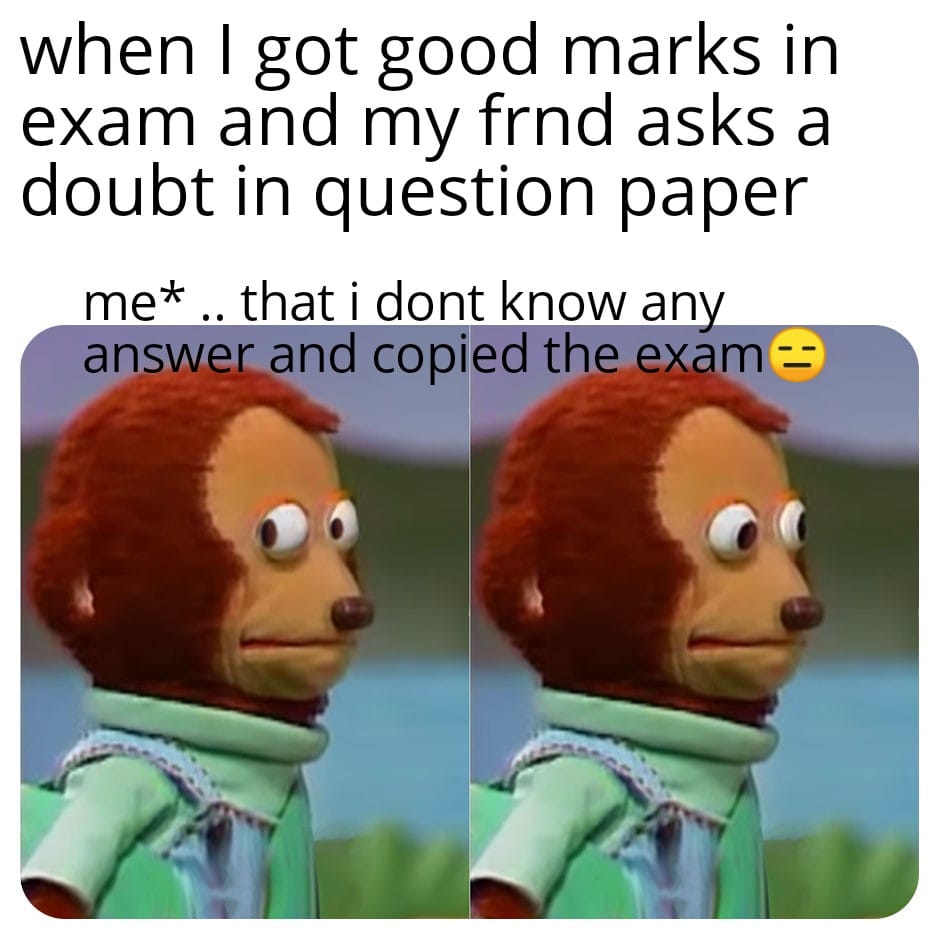 when I got good marks in
exam and my frnd asks a
doubt in question paper
me* .. that i dont know any
answer and copied the exam😑